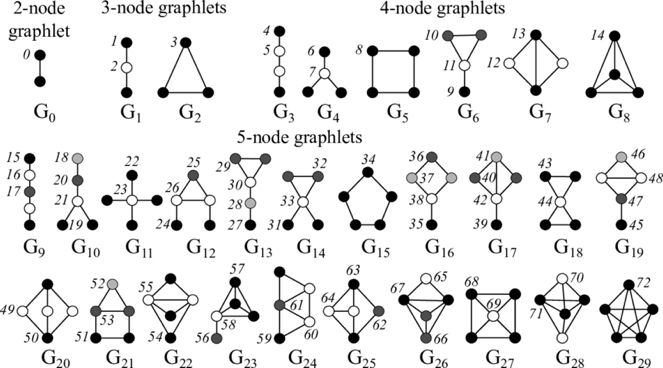 2-node graphlet 3-node graphlets 4-node graphlets
0 1 2 3 4 5 6 7 8 10 11 9 12 13 14
G0 G1 G2 G3 G4 G5 G6 G7 G8
5-node graphlets
15 16 17 18 20 21 19 22 23 25 26 24 29 30 28 27 32 33 31 34 36 37 38 35 41 40 42 39 43 44 46 48 47 45
G9 G10 G11 G12 G13 G14 G15 G16 G17 G18 G19
49 50 52 53 51 55 54 57 58 56 61 60 59 63 64 62 65 67 66 68 69 70 71 72
G20 G21 G22 G23 G24 G25 G26 G27 G28 G29